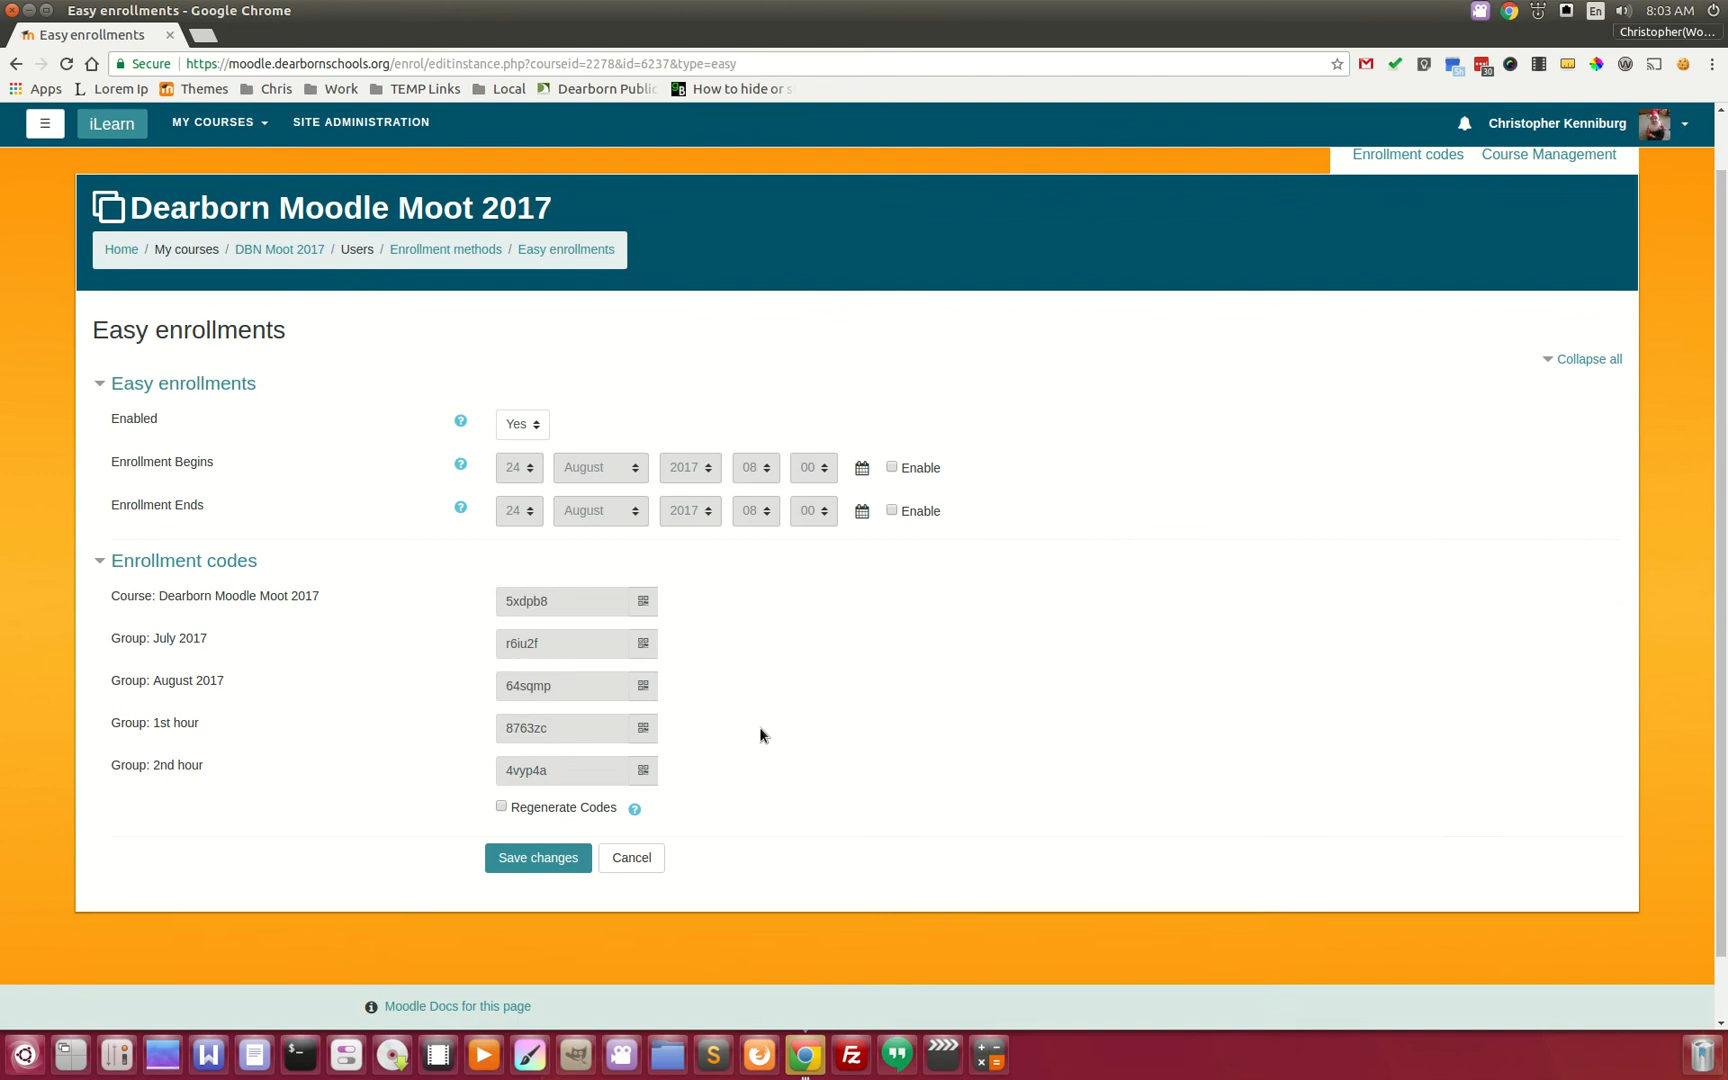 Easy enrollments - Google Chrome
En
8:03 AM
Easy enrollments
Christopher(Wo...
Secure https://moodle.dearbornschools.org/enrol/editinstance.php?courseid=2278&id=6237&type=easy
Apps Lorem Ip Themes Chris Work TEMP Links Local Dearborn Public How to hide or s
iLearn MY COURSES SITE ADMINISTRATION Christopher Kenniburg
Enrollment codes Course Management
Dearborn Moodle Moot 2017
Home / My courses / DBN Moot 2017 / Users / Enrollment methods / Easy enrollments
Easy enrollments
Collapse all
Easy enrollments
Enabled ? Yes
Enrollment Begins ? 24 August 2017 08 00 Enable
Enrollment Ends ? 24 August 2017 08 00 Enable
Enrollment codes
Course: Dearborn Moodle Moot 2017 5xdpb8
Group: July 2017 r6iu2f
Group: August 2017 64sqmp
Group: 1st hour 8763zc
Group: 2nd hour 4vyp4a
Regenerate Codes ?
Save changes Cancel
Moodle Docs for this page